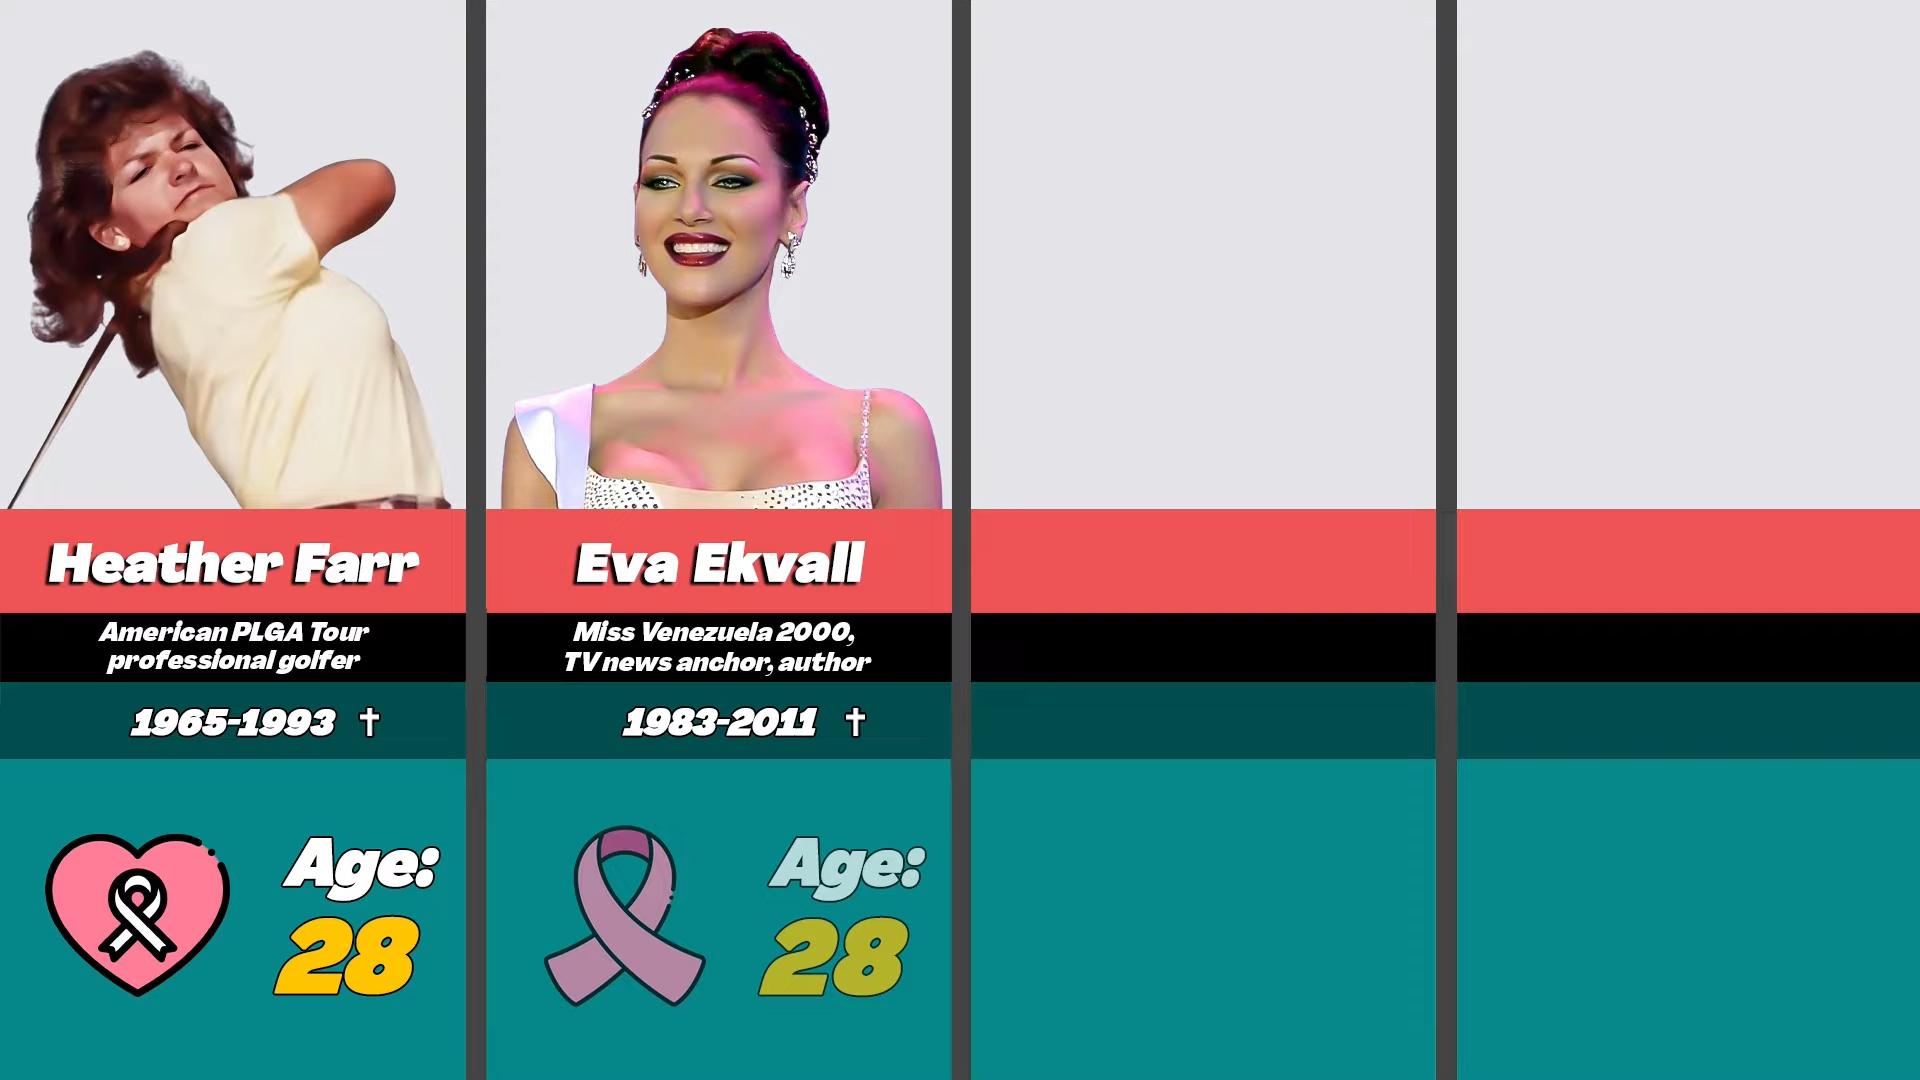 Heather Farr
American PLGA Tour
professional golfer
1965-1993 †
Age:
28
Eva Ekvall
Miss Venezuela 2000,
TV news anchor, author
1983-2011 †
Age:
28